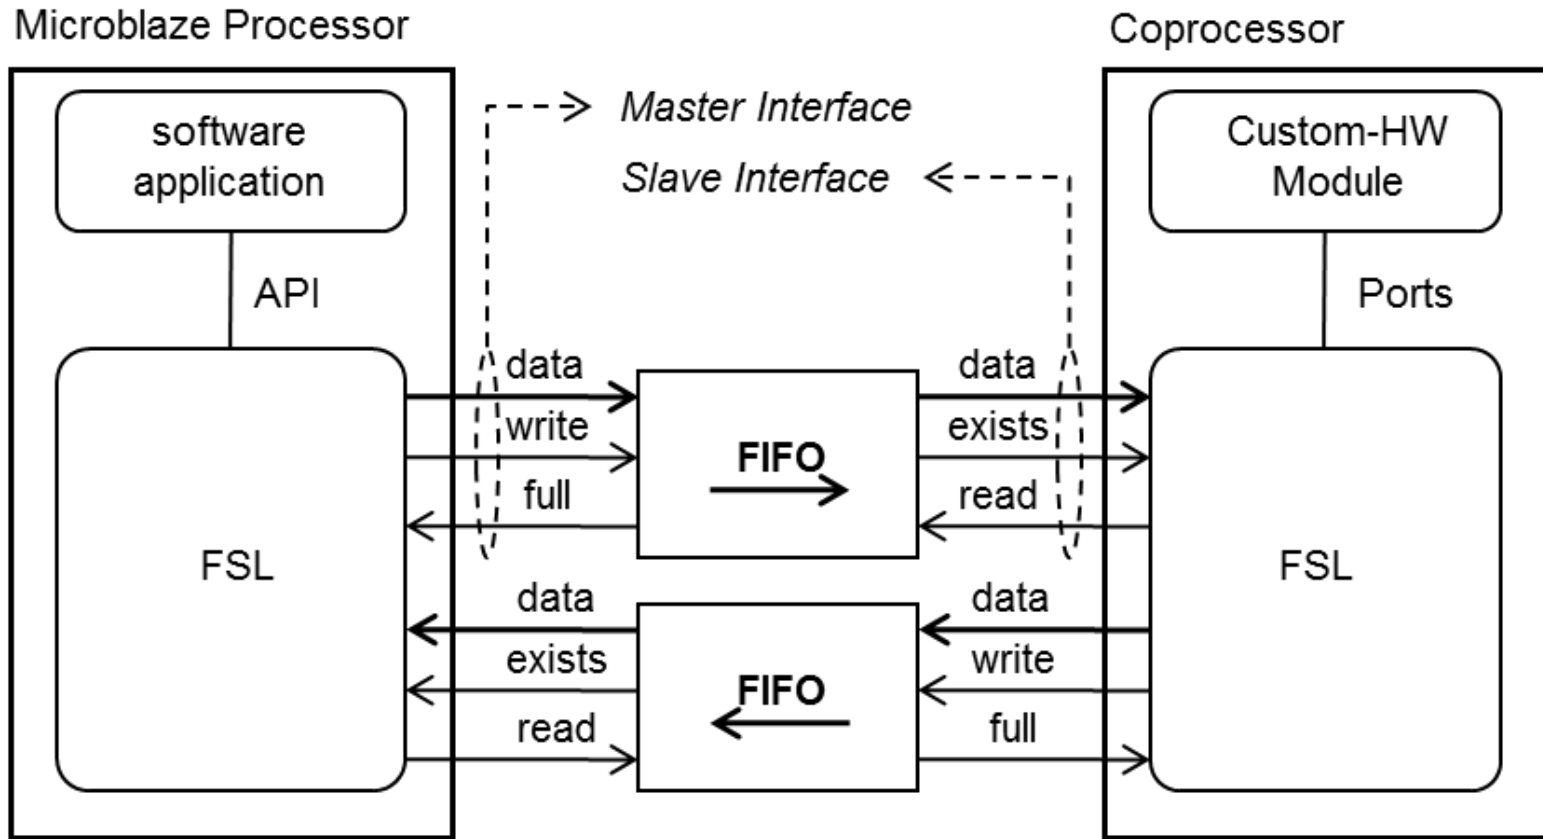 Microblaze Processor
Coprocessor
software
application
Master Interface
Slave Interface
Custom-HW
Module
API
Ports
data
write
full
FIFO
data
exists
read
FSL
FSL
data
exists
read
FIFO
data
write
full